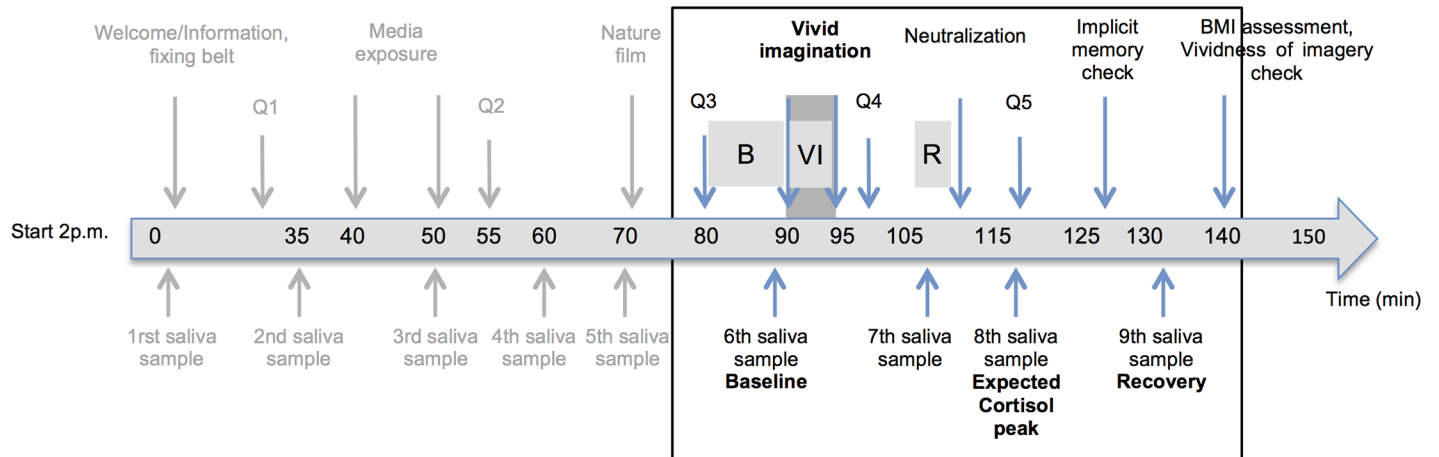 Welcome/Information,
fixing belt
Media
exposure
Nature
film
Vivid
imagination
Neutralization
Implicit
memory
check
BMI assessment,
Vividness of imagery
check
Q1
Q2
Q3
Q4
Q5
B
VI
R
Start 2p.m.
0 35 40 50 55 60 70 80 90 95 105 115 125 130 140 150
Time (min)
1rst saliva
sample
2nd saliva
sample
3rd saliva
sample
4th saliva
sample
5th saliva
sample
6th saliva
sample
Baseline
7th saliva
sample
8th saliva
sample
Expected
Cortisol
peak
9th saliva
sample
Recovery